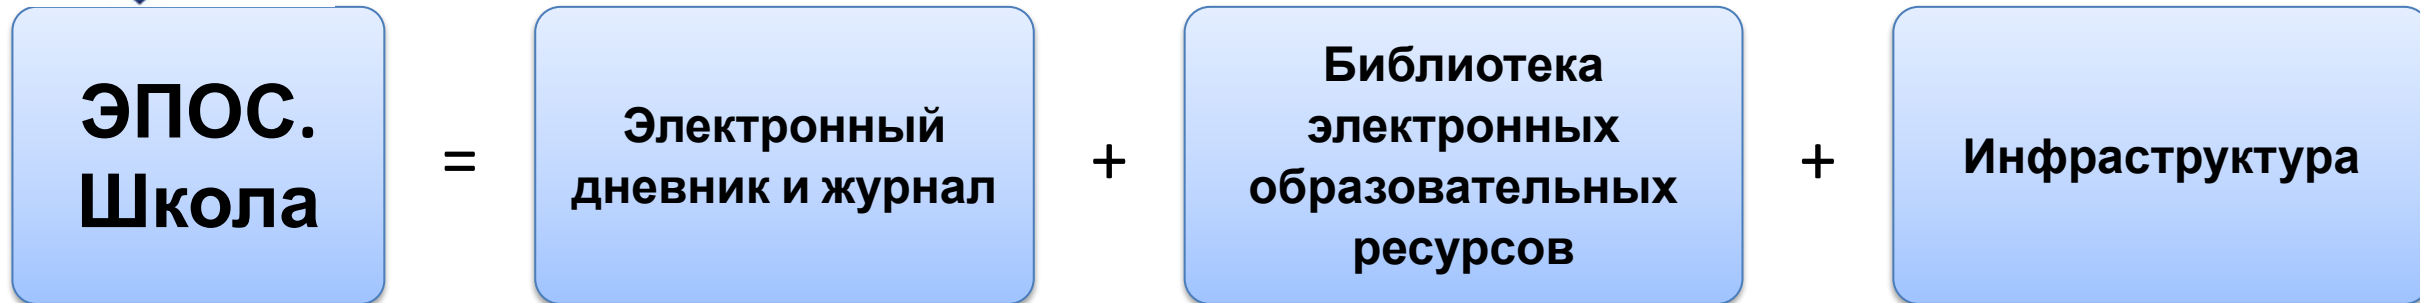 ЭПОС.
Школа
=
Электронный
дневник и журнал
+
Библиотека
электронных
образовательных
ресурсов
+
Инфраструктура